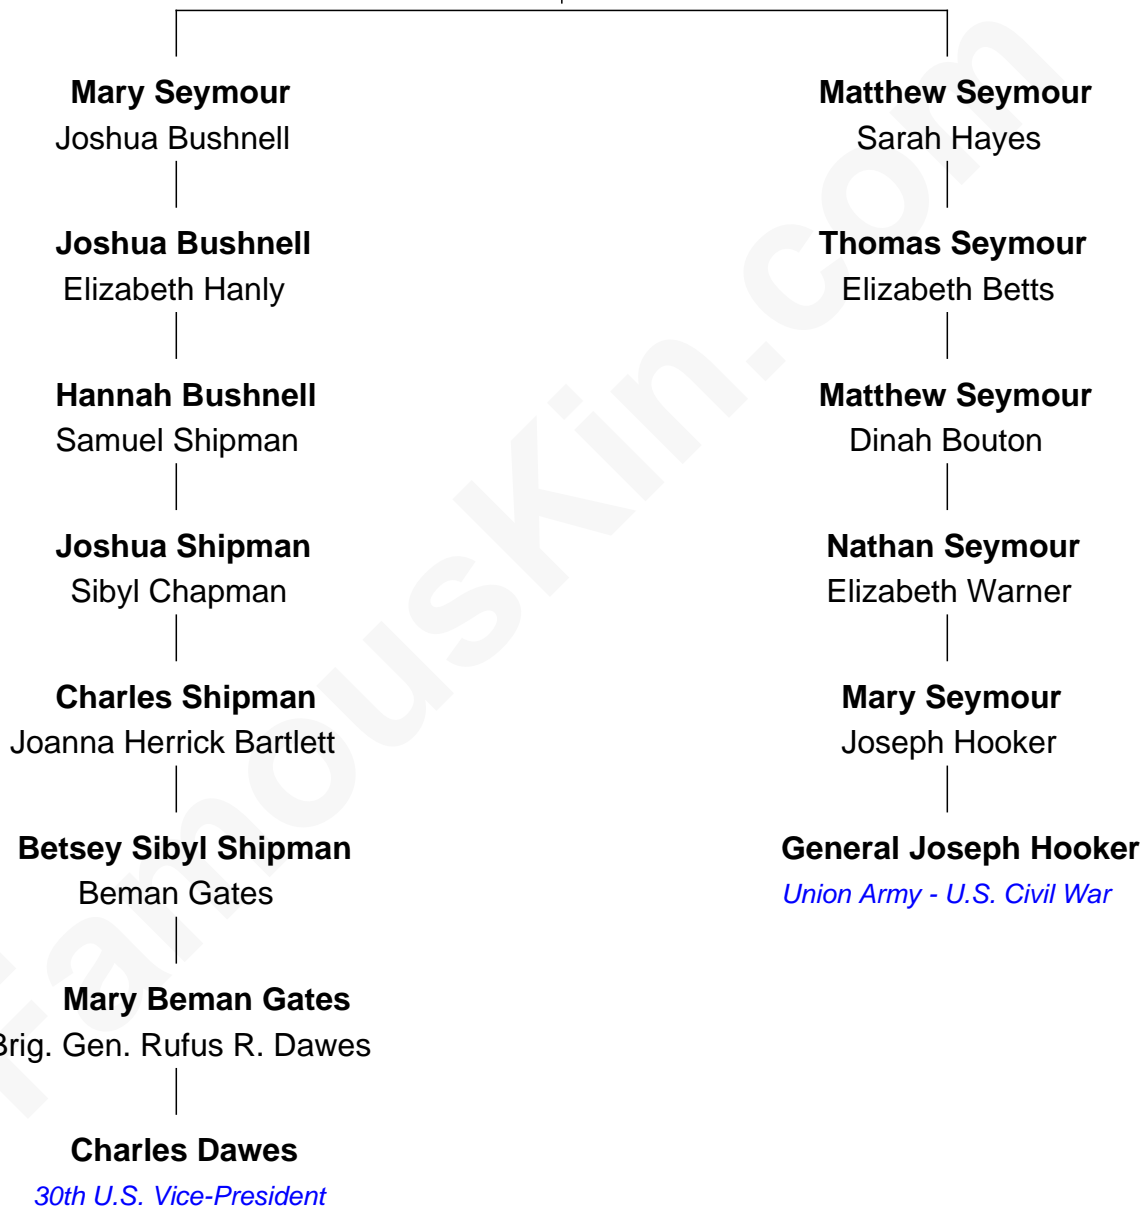 Mary Seymour
Joshua Bushnell
Joshua Bushnell
Elizabeth Hanly
Hannah Bushnell
Samuel Shipman
Joshua Shipman
Sibyl Chapman
Charles Shipman
Joanna Herrick Bartlett
Betsey Sibyl Shipman
Beman Gates
Mary Beman Gates
Brig. Gen. Rufus R. Dawes
Charles Dawes
30th U.S. Vice-President
Matthew Seymour
Sarah Hayes
Thomas Seymour
Elizabeth Betts
Matthew Seymour
Dinah Bouton
Nathan Seymour
Elizabeth Warner
Mary Seymour
Joseph Hooker
General Joseph Hooker
Union Army - U.S. Civil War
FamousKin.com